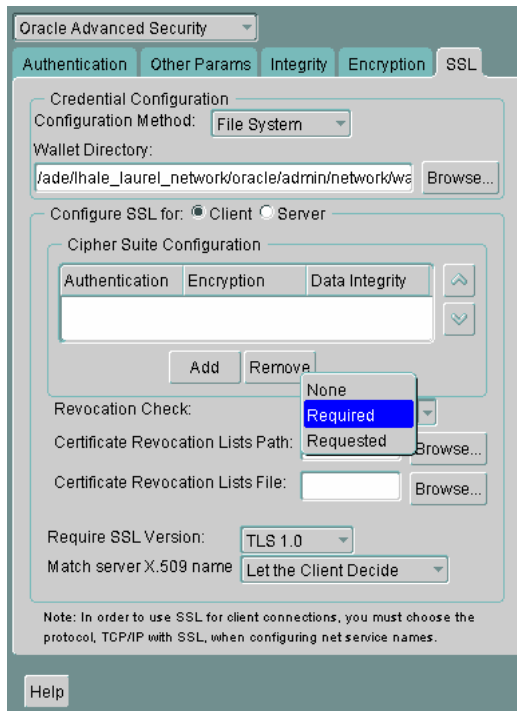 Oracle Advanced Security
Authentication Other Params Integrity Encryption SSL
Credential Configuration
Configuration Method: File System
Wallet Directory:
/ade/lhale_laurel_network/oracle/admin/network/wa Browse...
Configure SSL for: Client Server
Cipher Suite Configuration
Authentication Encryption Data Integrity
Add Remove
None
Revocation Check: Required
Requested
Certificate Revocation Lists Path: Browse...
Certificate Revocation Lists File: Browse...
Require SSL Version: TLS 1.0
Match server X.509 name Let the Client Decide
Note: In order to use SSL for client connections, you must choose the
protocol, TCP/IP with SSL, when configuring net service names.
Help